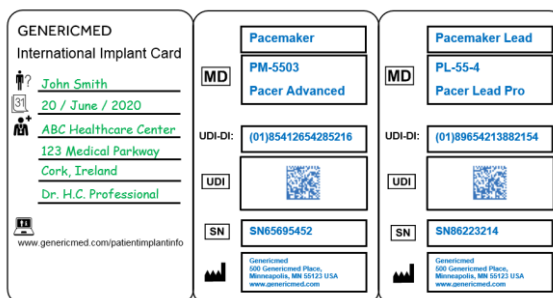 GENERICMED
International Implant Card
? John Smith
31 20 / June / 2020
ABC Healthcare Center
123 Medical Parkway
Cork, Ireland
Dr. H.C. Professional
www.genericmed.com/patientimplantinfo
Pacemaker
MD PM-5503
Pacer Advanced
UDI-DI: (01)85412654285216
UDI
SN SN65695452
Genericmed
500 Genericmed Place,
Minneapolis, MN 55123 USA
www.genericmed.com
Pacemaker Lead
MD PL-55-4
Pacer Lead Pro
UDI-DI: (01)89654213882154
UDI
SN SN86223214
Genericmed
500 Genericmed Place,
Minneapolis, MN 55123 USA
www.genericmed.com